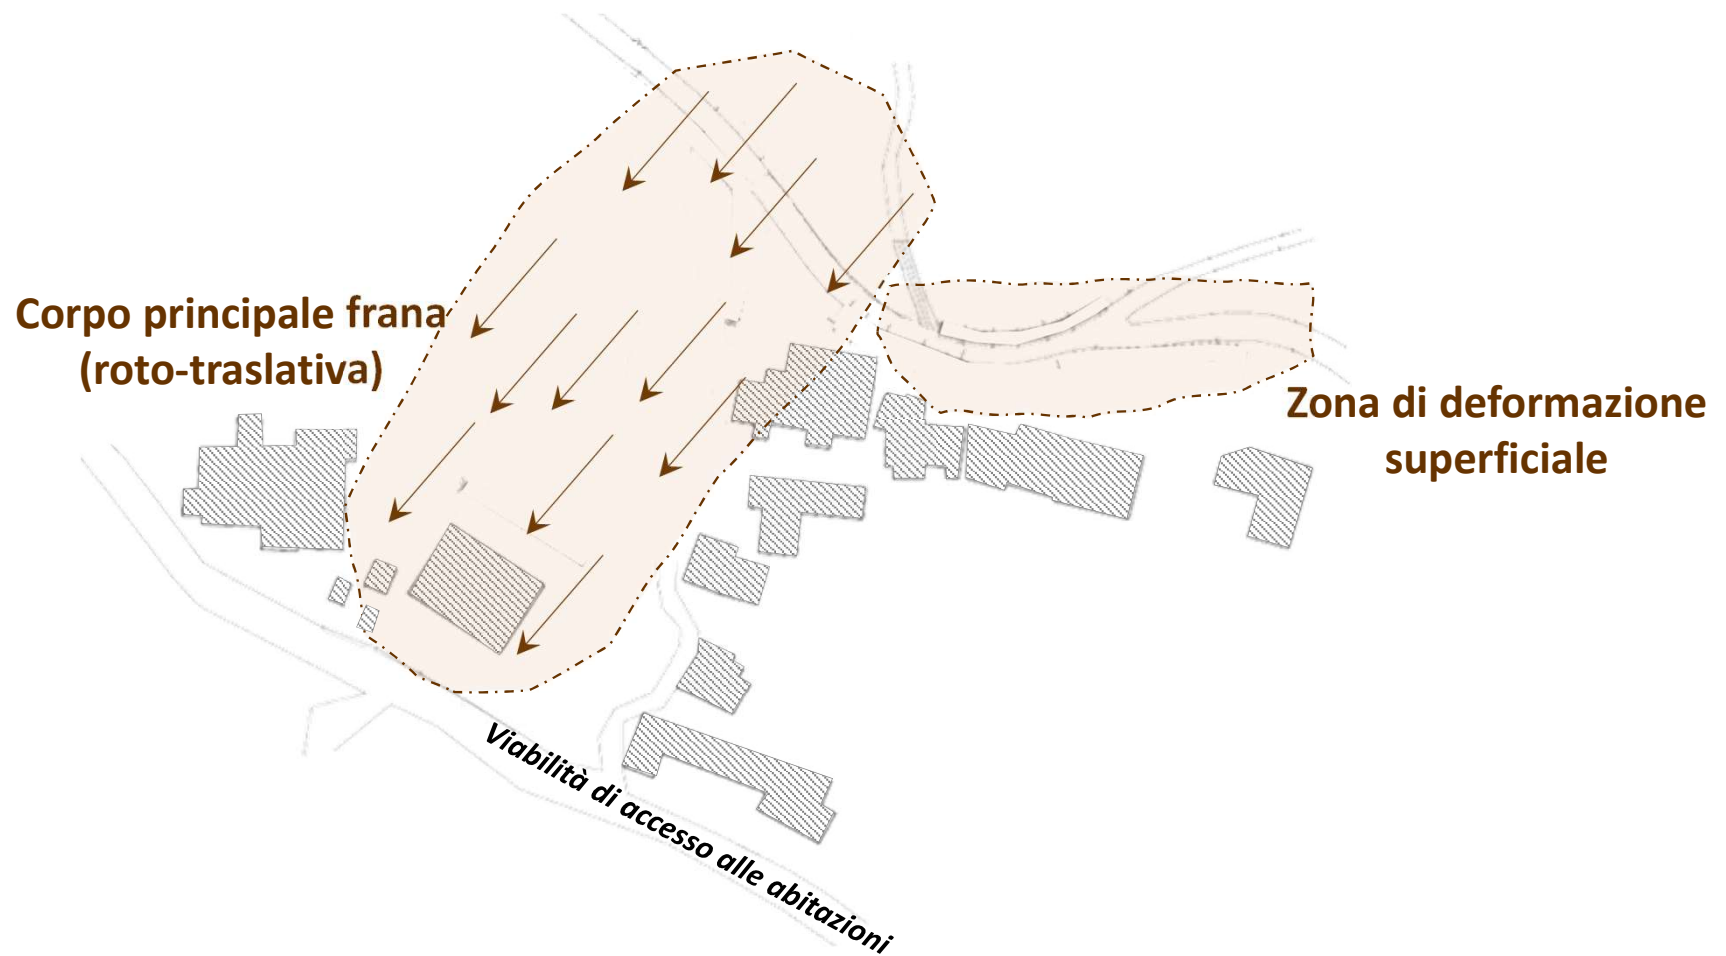 Corpo principale frana
(roto-traslativa)
Zona di deformazione
superficiale
Viabilità di accesso alle abitazioni